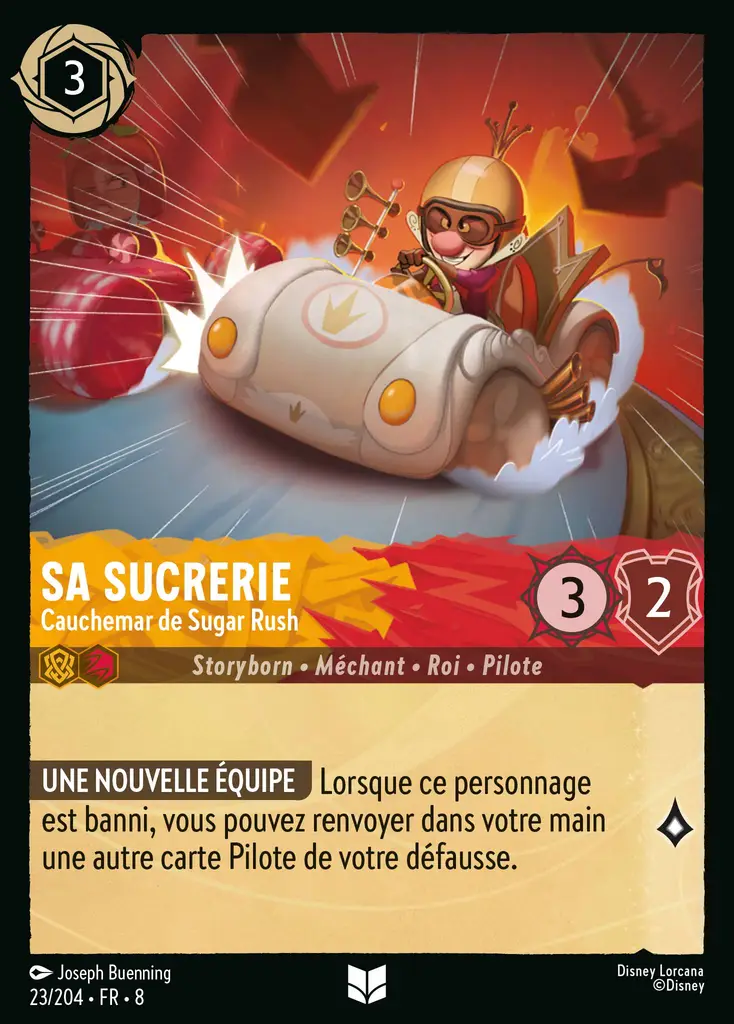 3
SA SUCRERIE
Cauchemar de Sugar Rush
3
2
Storyborn • Méchant • Roi • Pilote
UNE NOUVELLE ÉQUIPE Lorsque ce personnage
est banni, vous pouvez renvoyer dans votre main
une autre carte Pilote de votre défausse.
Joseph Buenning
23/204 • FR • 8
Disney Lorcana
©Disney